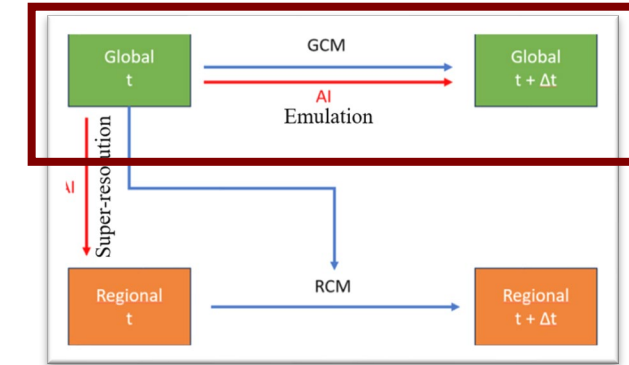 Global
t
GCM
AI
Emulation
Global
t + Δt
AI
Super-resolution
Regional
t
RCM
Regional
t + Δt